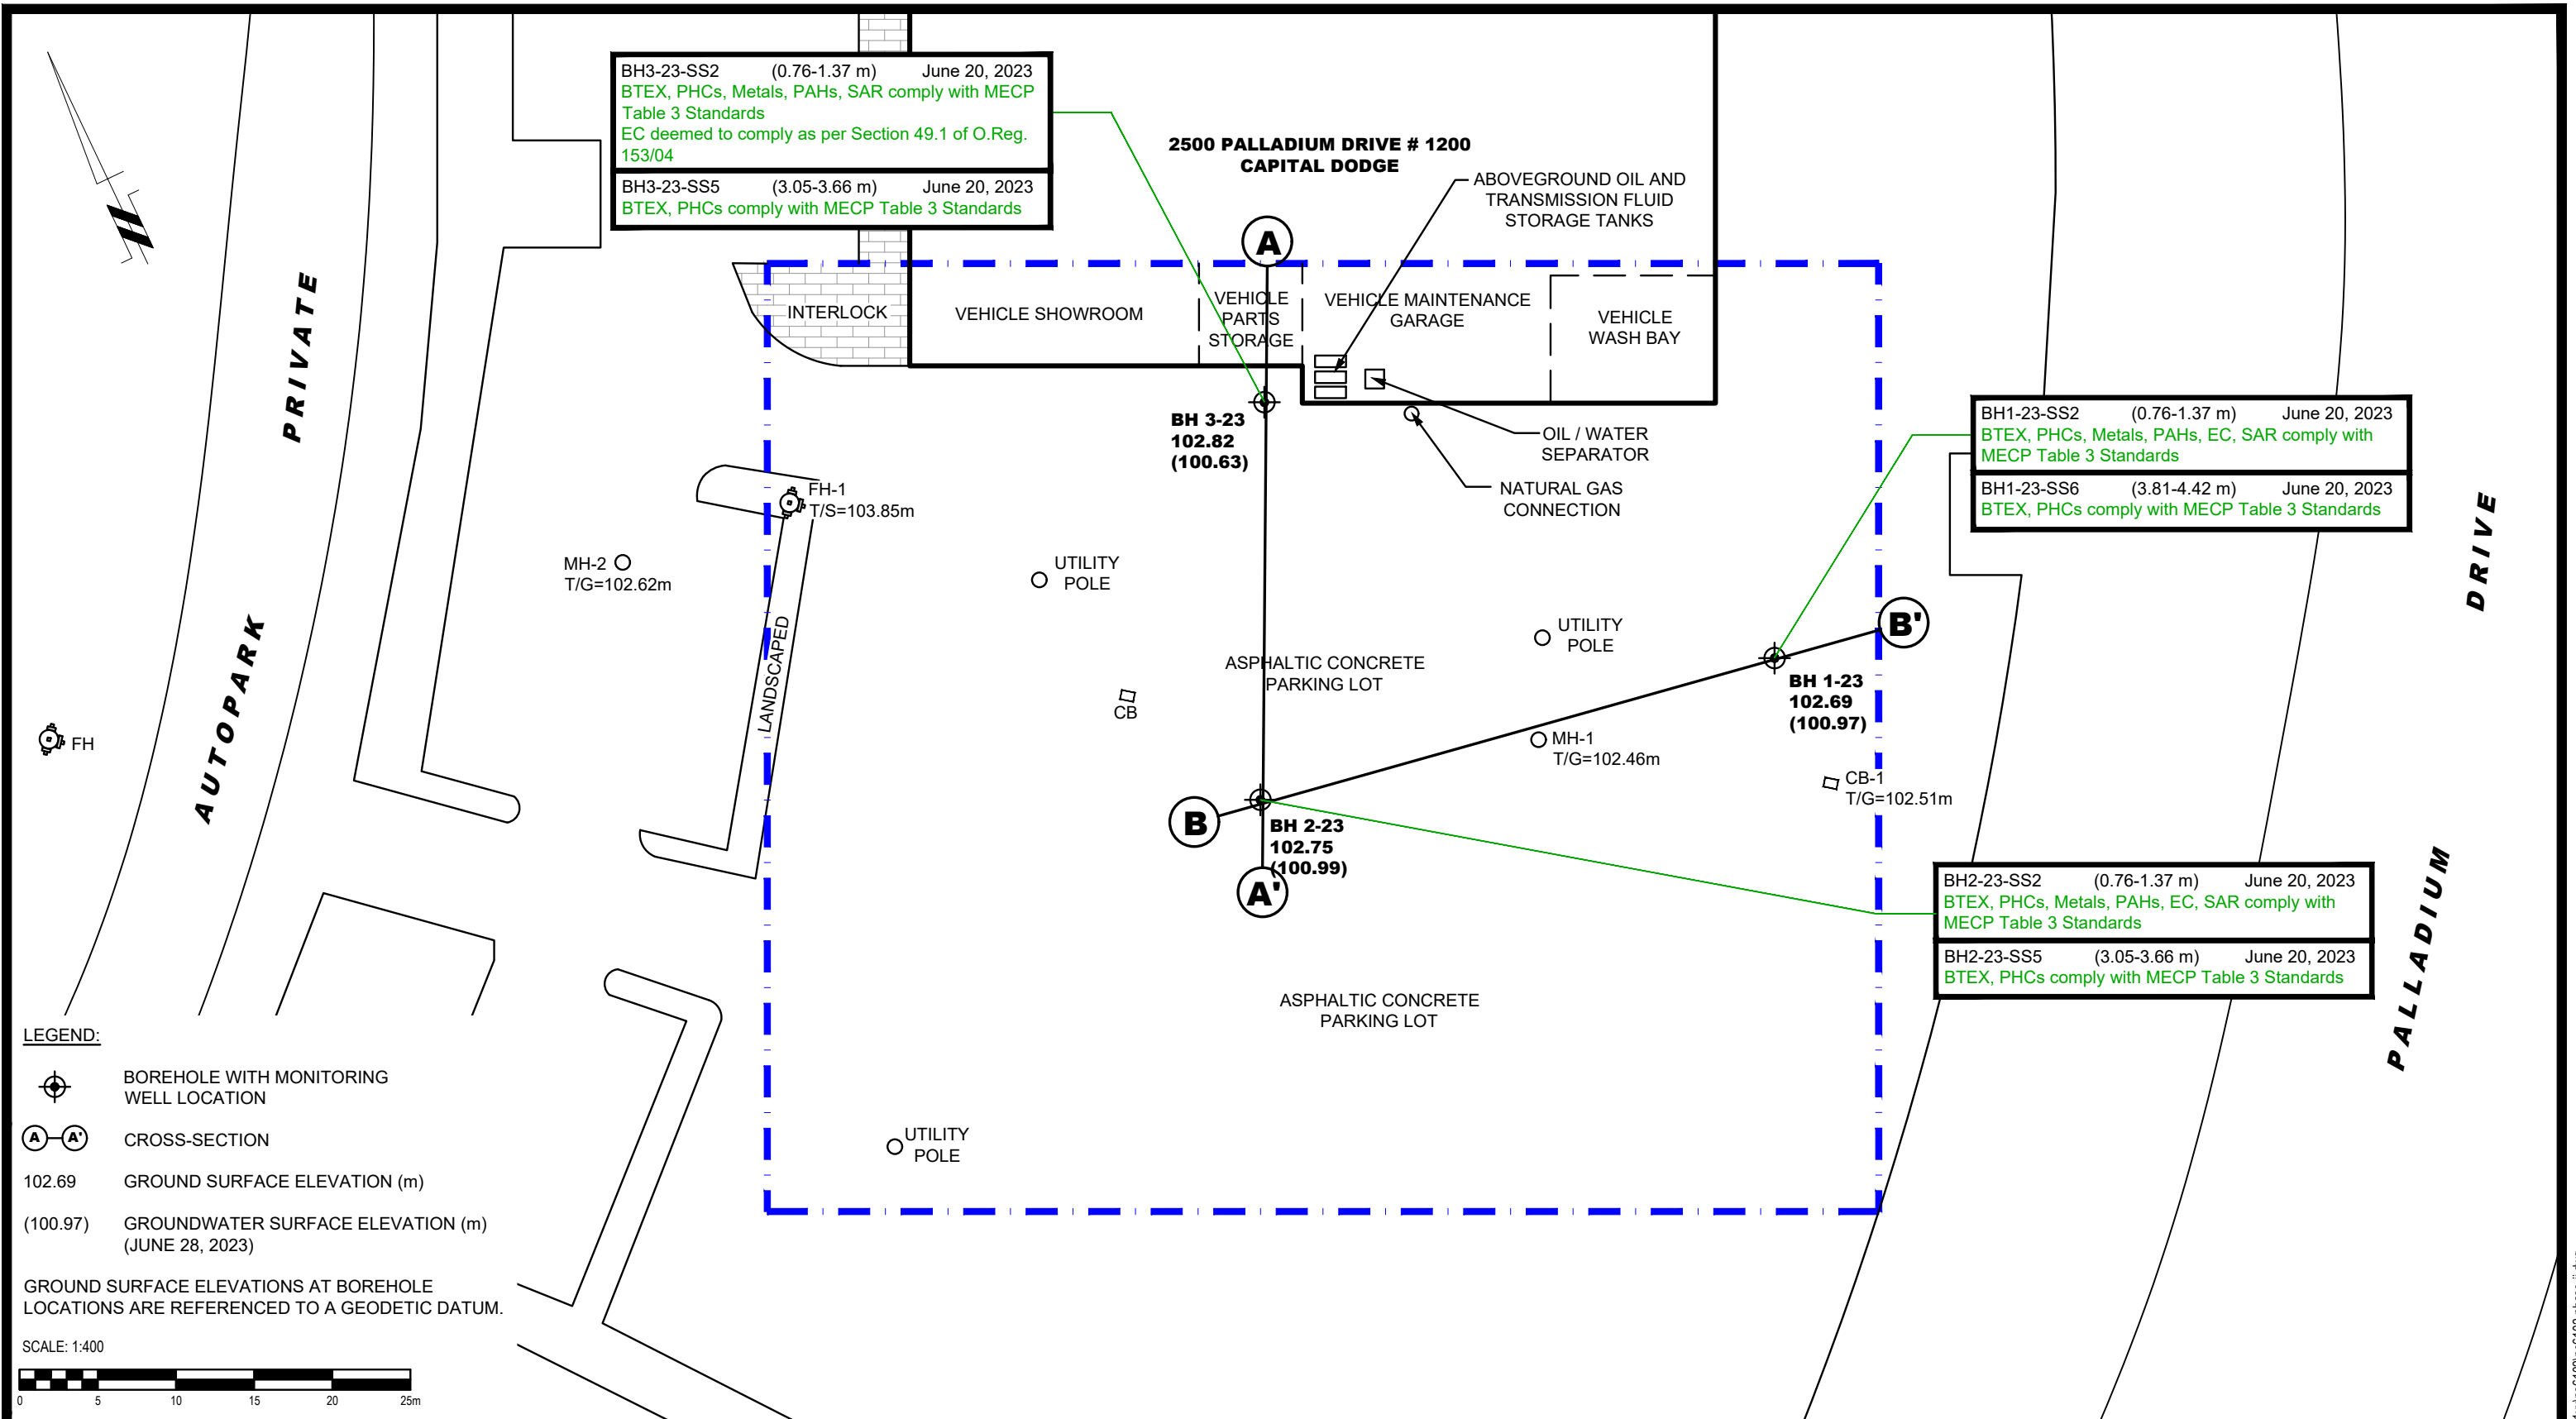 BH3-23-SS2 (0.76-1.37 m) June 20, 2023
BTEX, PHCs, Metals, PAHs, SAR comply with MECP
Table 3 Standards
EC deemed to comply as per Section 49.1 of O.Reg.
153/04
BH3-23-SS5 (3.05-3.66 m) June 20, 2023
BTEX, PHCs comply with MECP Table 3 Standards
2500 PALLADIUM DRIVE # 1200
CAPITAL DODGE
ABOVEGROUND OIL AND
TRANSMISSION FLUID
STORAGE TANKS
A
INTERLOCK
VEHICLE SHOWROOM
VEHICLE
PARTS
STORAGE
VEHICLE MAINTENANCE
GARAGE
VEHICLE
WASH BAY
BH 3-23
102.82
(100.63)
OIL / WATER
SEPARATOR
NATURAL GAS
CONNECTION
BH1-23-SS2 (0.76-1.37 m) June 20, 2023
BTEX, PHCs, Metals, PAHs, EC, SAR comply with
MECP Table 3 Standards
BH1-23-SS6 (3.81-4.42 m) June 20, 2023
BTEX, PHCs comply with MECP Table 3 Standards
AUTOPARK PRIVATE
FH-1
T/S=103.85m
MH-2
T/G=102.62m
UTILITY
POLE
UTILITY
POLE
LANDSCAPED
ASPHALTIC CONCRETE
PARKING LOT
B'
BH 1-23
102.69
(100.97)
CB
FH
MH-1
T/G=102.46m
CB-1
T/G=102.51m
B
BH 2-23
102.75
(100.99)
A'
BH2-23-SS2 (0.76-1.37 m) June 20, 2023
BTEX, PHCs, Metals, PAHs, EC, SAR comply with
MECP Table 3 Standards
BH2-23-SS5 (3.05-3.66 m) June 20, 2023
BTEX, PHCs comply with MECP Table 3 Standards
PALLADIUM DRIVE
ASPHALTIC CONCRETE
PARKING LOT
UTILITY
POLE
LEGEND:
BOREHOLE WITH MONITORING
WELL LOCATION
A A' CROSS-SECTION
102.69 GROUND SURFACE ELEVATION (m)
(100.97) GROUNDWATER SURFACE ELEVATION (m)
(JUNE 28, 2023)
GROUND SURFACE ELEVATIONS AT BOREHOLE
LOCATIONS ARE REFERENCED TO A GEODETIC DATUM.
SCALE: 1:400
0 5 10 15 20 25m